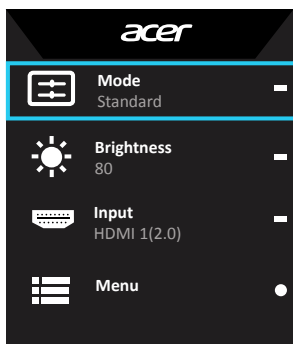 acer
Mode
Standard
Brightness
80
Input
HDMI 1(2.0)
Menu